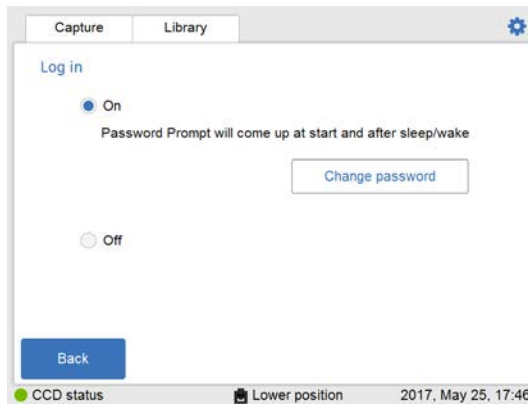 Capture Library
Log in
On
Password Prompt will come up at start and after sleep/wake
Change password
Off
Back
CCD status Lower position 2017, May 25, 17:46